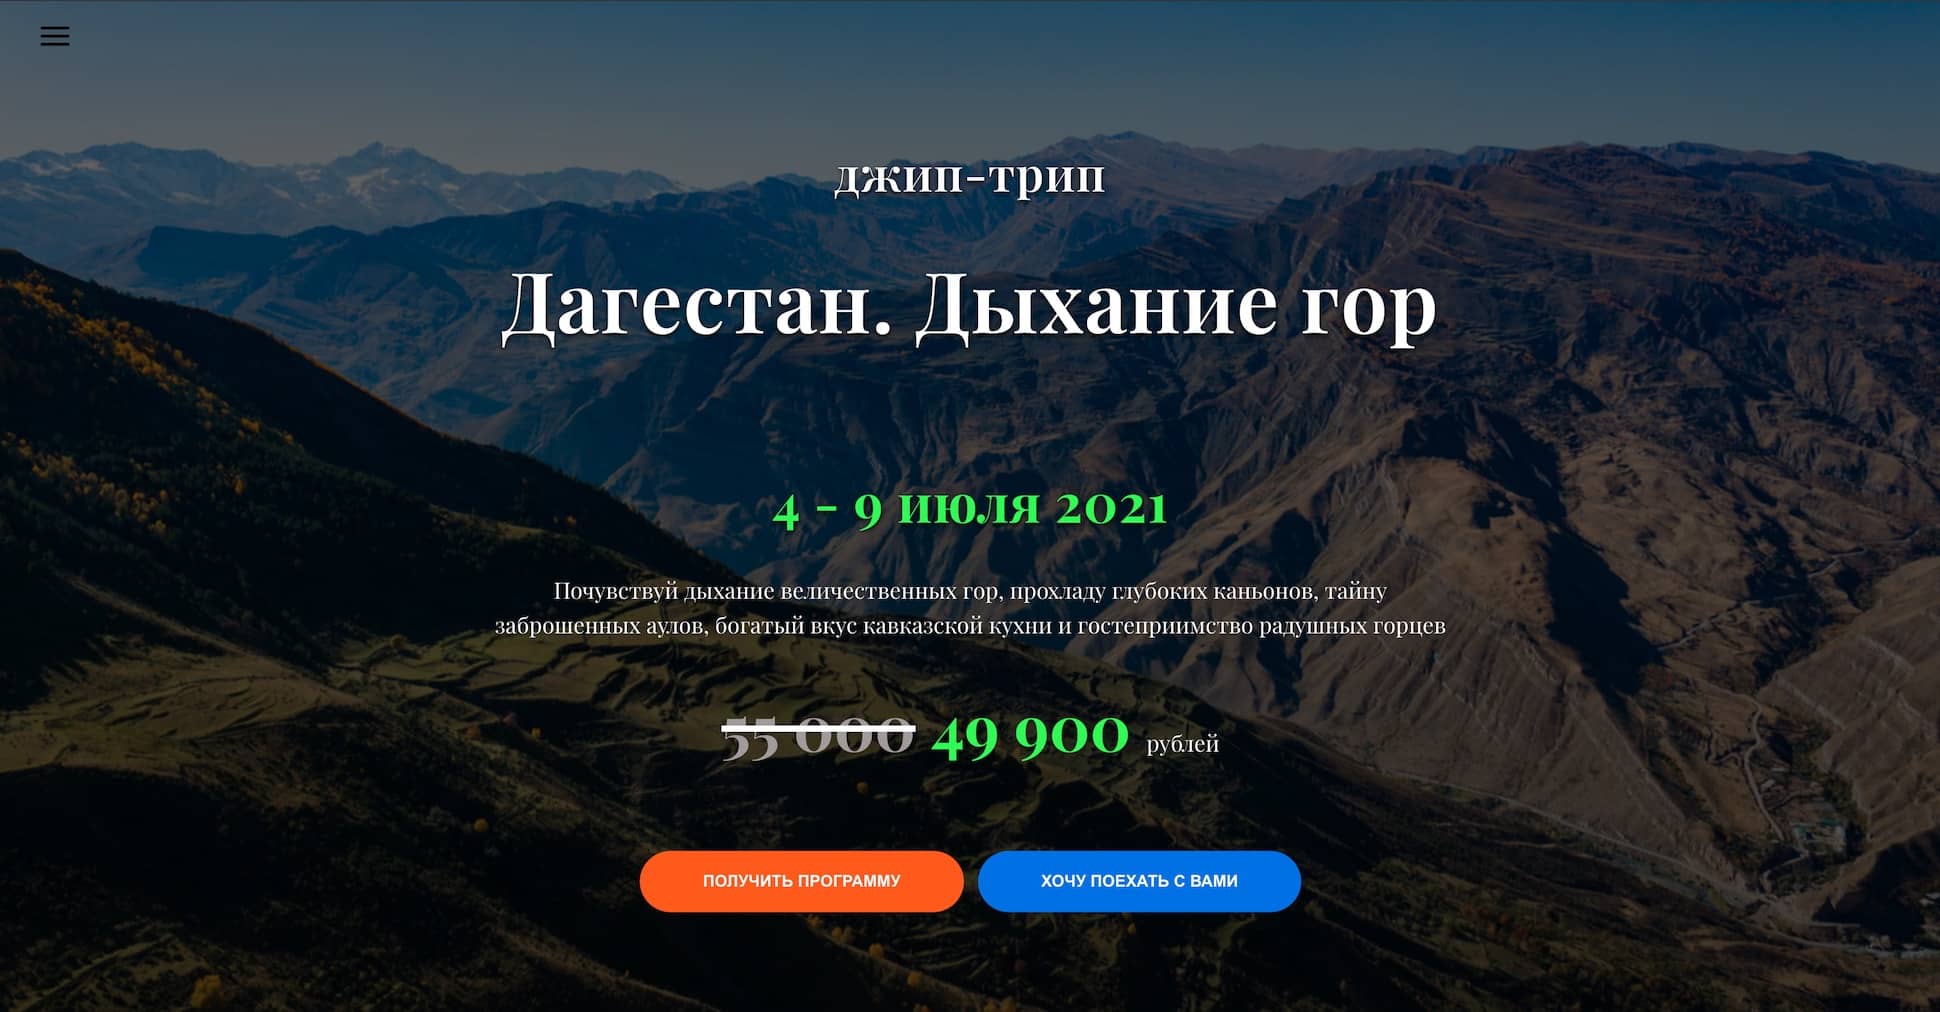 джип-трип
Дагестан. Дыхание гор
4 - 9 июля 2021
Почувствуй дыхание величественных гор, прохладу глубоких каньонов, тайну
заброшенных аулов, богатый вкус кавказской кухни и гостеприимство радушных горцев
55 000 49 900 рублей
ПОЛУЧИТЬ ПРОГРАММУ ХОЧУ ПОЕХАТЬ С ВАМИ